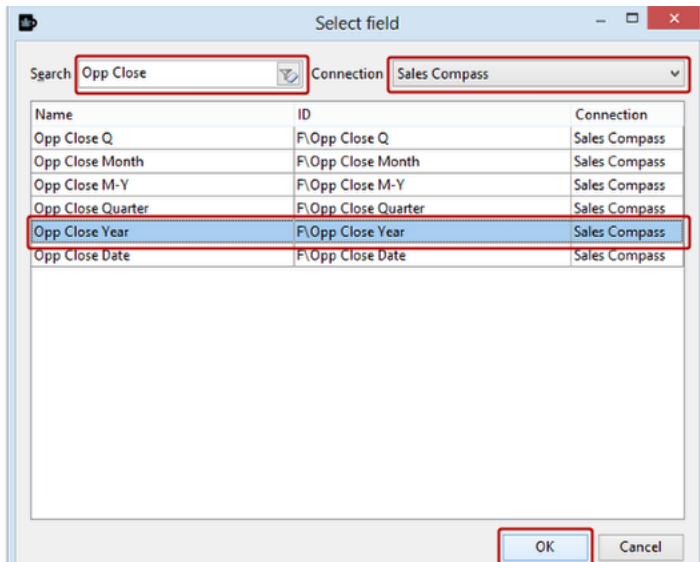 Select field
Search Opp Close Connection Sales Compass
Name ID Connection
Opp Close Q F\Opp Close Q Sales Compass
Opp Close Month F\Opp Close Month Sales Compass
Opp Close M-Y F\Opp Close M-Y Sales Compass
Opp Close Quarter F\Opp Close Quarter Sales Compass
Opp Close Year F\Opp Close Year Sales Compass
Opp Close Date F\Opp Close Date Sales Compass
OK Cancel